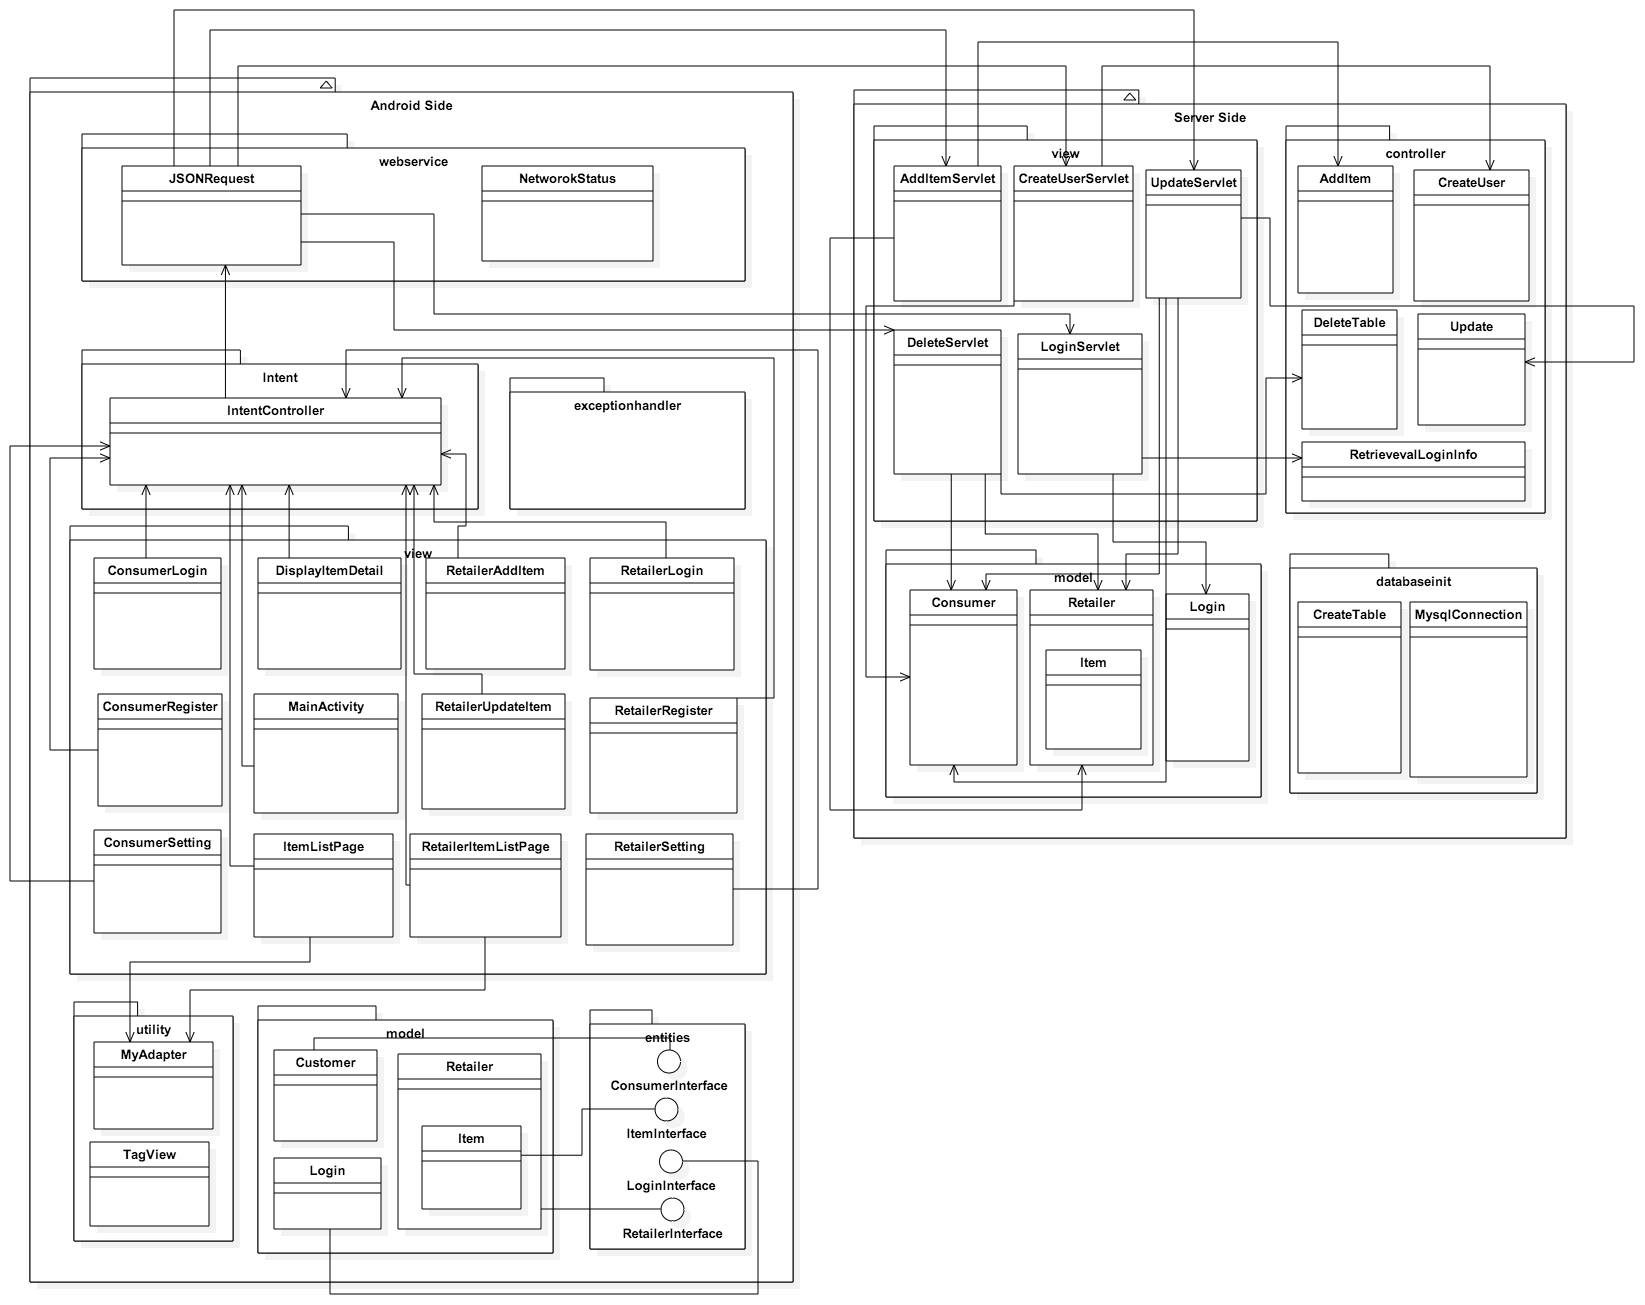 Android Side
webservice
JSONRequest
NetworokStatus
Intent
IntentController
exceptionhandler
view
ConsumerLogin
DisplayItemDetail
RetailerAddItem
RetailerLogin
ConsumerRegister
MainActivity
RetailerUpdateItem
RetailerRegister
ConsumerSetting
ItemListPage
RetailerItemListPage
RetailerSetting
utility
MyAdapter
TagView
model
Customer
Retailer
Item
Login
entities
ConsumerInterface
ItemInterface
LoginInterface
RetailerInterface
Server Side
view
AddItemServlet
CreateUserServlet
UpdateServlet
DeleteServlet
LoginServlet
controller
AddItem
CreateUser
DeleteTable
Update
RetrievevalLoginInfo
model
Consumer
Retailer
Item
Login
databaseinit
CreateTable
MysqlConnection